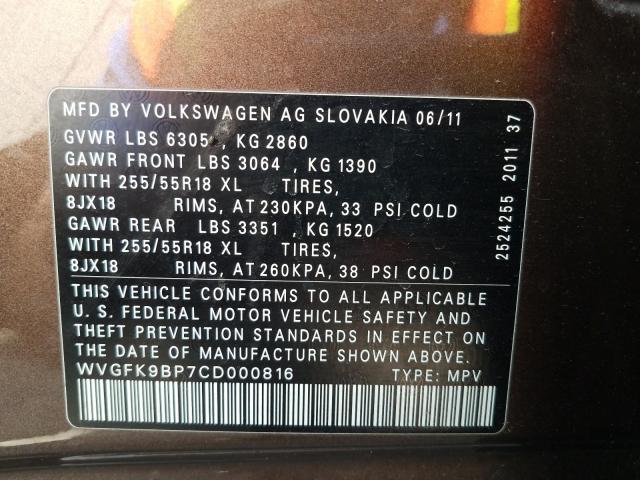 MFD BY VOLKSWAGEN AG SLOVAKIA 06/11
GVWR LBS 6305 , KG 2860
GAWR FRONT LBS 3064 , KG 1390
WITH 255/55R18 XL TIRES,
8JX18 RIMS, AT 230KPA, 33 PSI COLD
GAWR REAR LBS 3351 , KG 1520
WITH 255/55R18 XL TIRES,
8JX18 RIMS, AT 260KPA, 38 PSI COLD
THIS VEHICLE CONFORMS TO ALL APPLICABLE
U. S. FEDERAL MOTOR VEHICLE SAFETY AND
THEFT PREVENTION STANDARDS IN EFFECT ON
THE DATE OF MANUFACTURE SHOWN ABOVE.
WVGFK9BP7CD000816 TYPE: MPV
2524255 2011 37